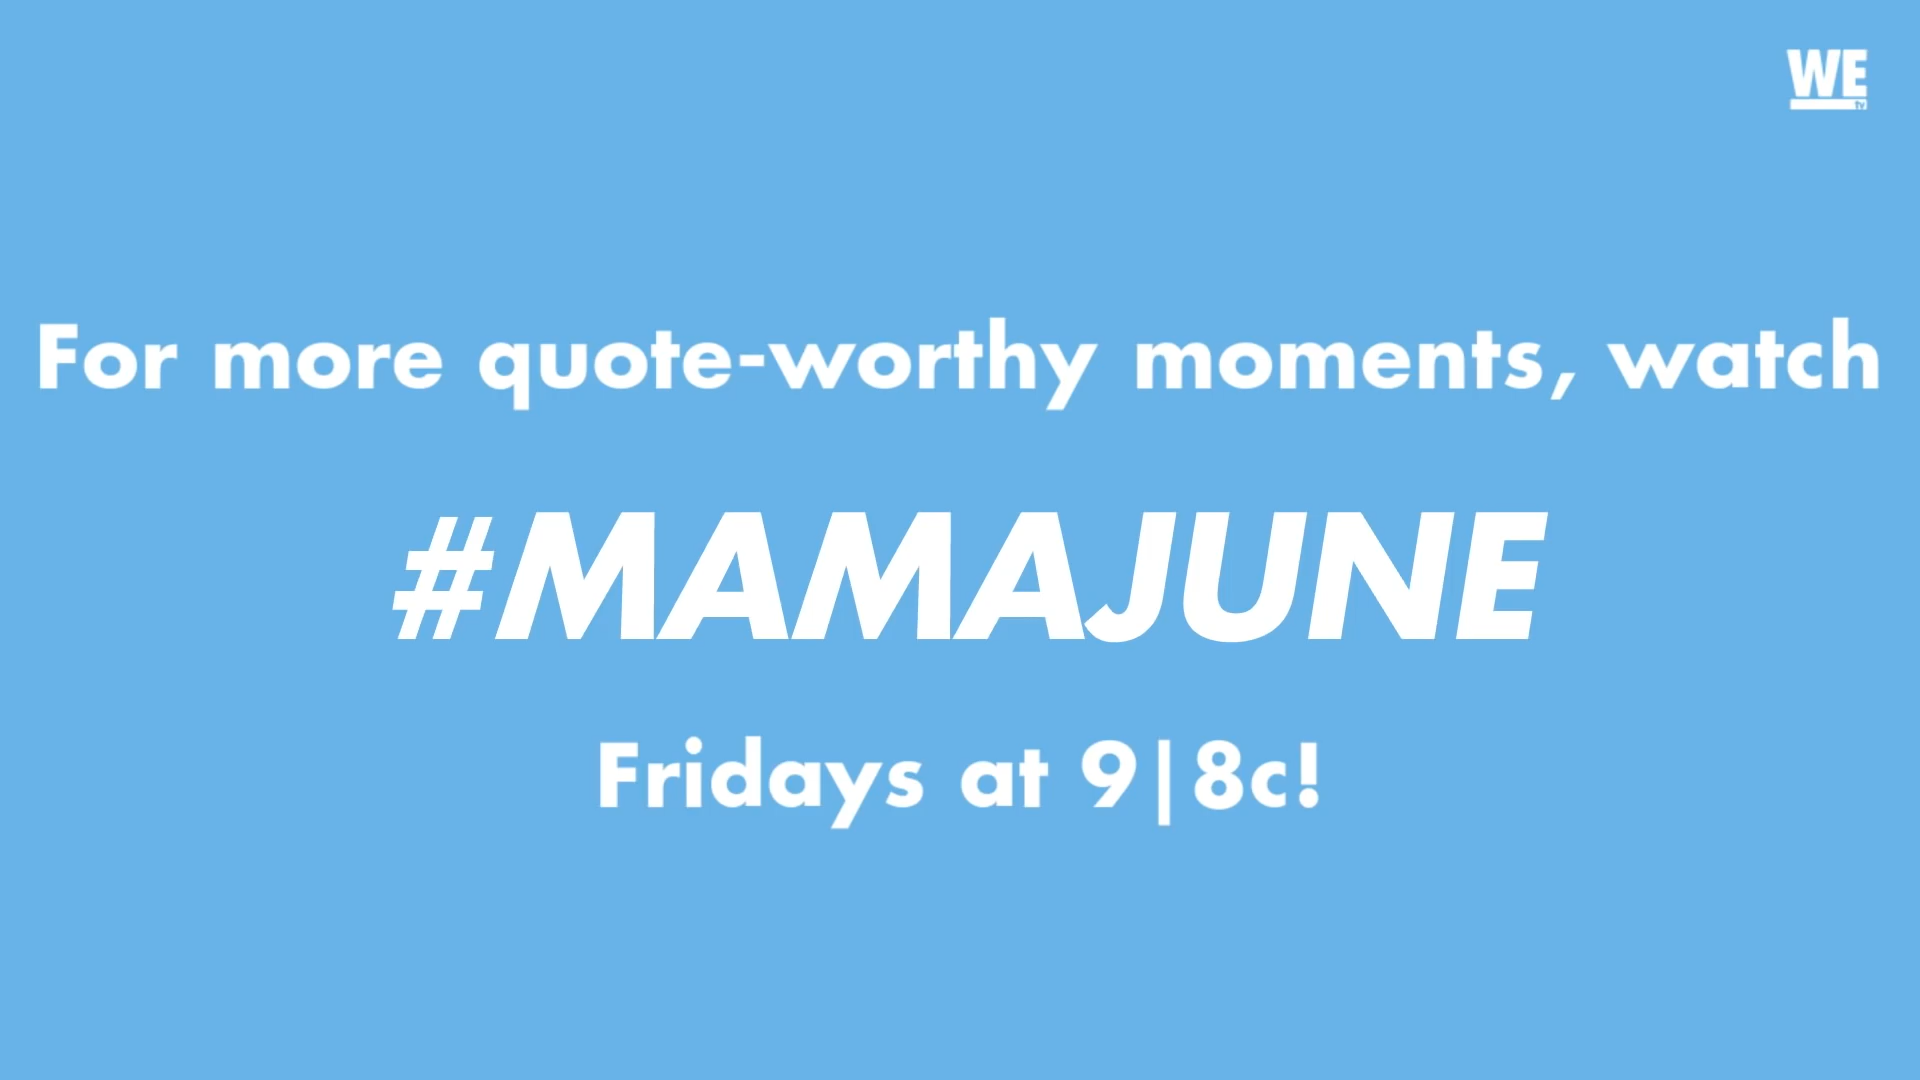 WE
tv
For more quote-worthy moments, watch
#MAMAJUNE
Fridays at 9|8c!